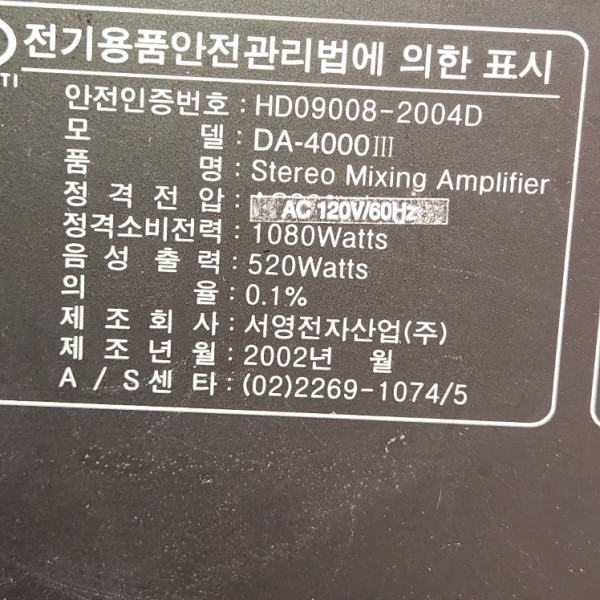 전기용품안전관리법에 의한 표시
TI
안전인증번호 : HD09008-2004D
모 델 : DA-4000III
품 명 : Stereo Mixing Amplifier
정 격 전 압 : AC 120V/60Hz
정격소비전력 : 1080Watts
음 성 출 력 : 520Watts
의 율 : 0.1%
제 조 회 사 : 서영전자산업(주)
제 조 년 월 : 2002년 월
A / S 센 타 : (02)2269-1074/5